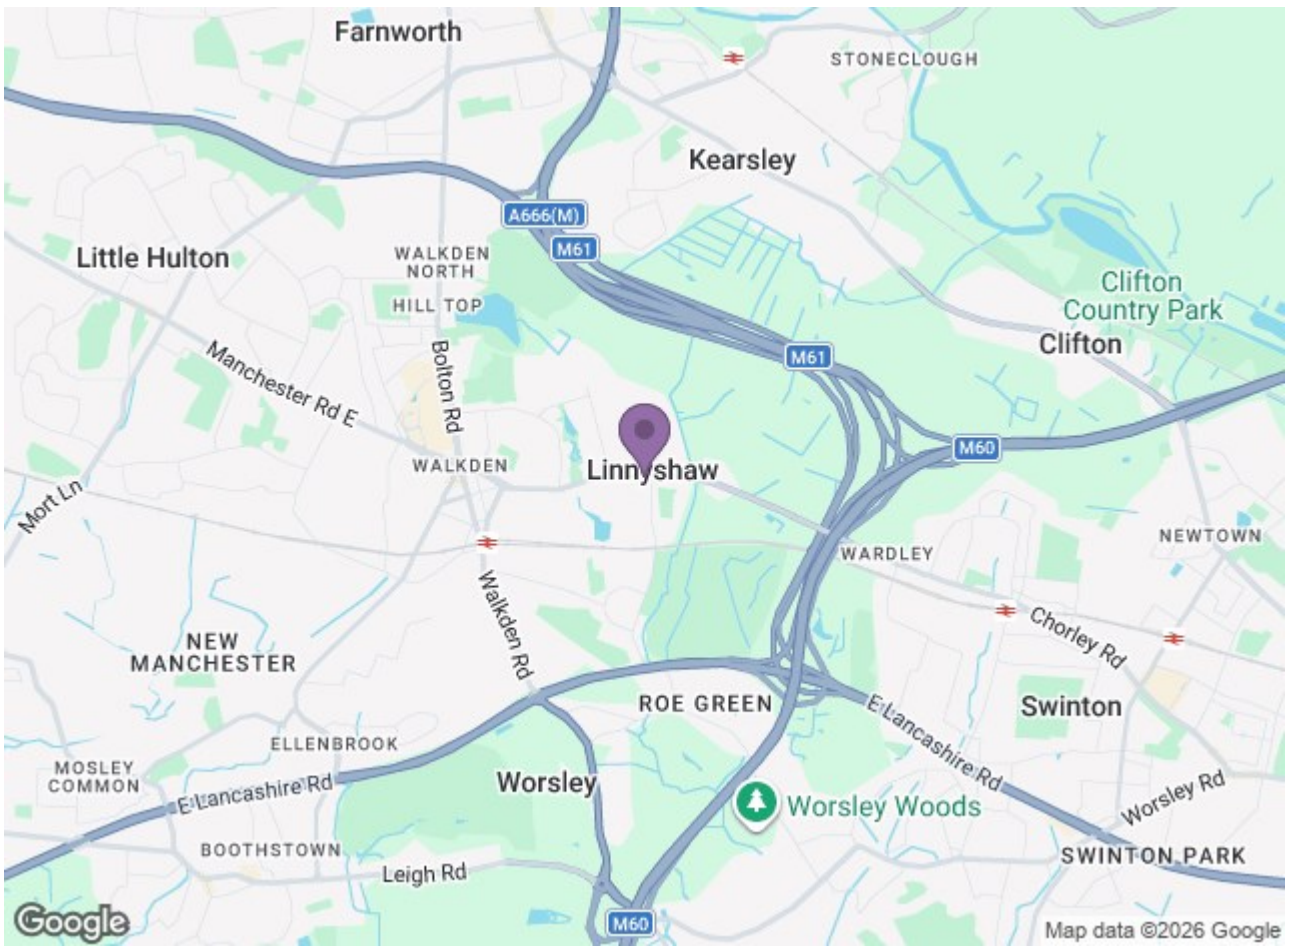 Farnworth
STONECLOUGH
Kearsley
A666(M)
M61
Little Hulton
WALKDEN
NORTH
HILL TOP
Clifton
Country Park
Clifton
M61
Manchester Rd E
Bolton Rd
WALKDEN
Linnyshaw
M60
Mort Ln
NEWTOWN
WARDLEY
Walkden Rd
Chorley Rd
NEW
MANCHESTER
ROE GREEN
Swinton
E Lancashire Rd
ELLENBROOK
MOSLEY
COMMON
E Lancashire Rd
Worsley
Worsley Woods
Worsley Rd
BOOTHSTOWN
Leigh Rd
SWINTON PARK
M60
Google
Map data ©2026 Google